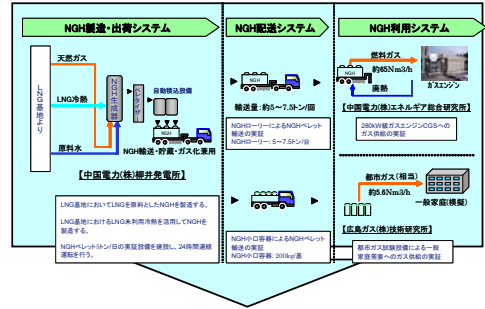 NGH製造・出荷システム
NGH配送システム
NGH利用システム
LNG基地より
天然ガス
LNG冷熱
原料水
NGH生成器
ペレタイザー
自動積込設備
NGH
NGH輸送・貯蔵・ガス化兼用
【中国電力(株)柳井発電所】
LNG基地においてLNGを原料としたNGHを製造する。
LNG基地におけるLNG未利用冷熱を活用してNGHを
製造する。
NGHペレット5トン/日の実証設備を建設し、24時間連続
運転を行う。
NGH
輸送量:約5～7.5トン/回
NGHローリーによるNGHペレット
輸送の実証
NGHローリー:5～7.5トン/台
NGH小口容器によるNGHペレット
輸送の実証
NGH小口容器:200kg/基
NGH
燃料ガス
約65Nm3/h
廃熱
ガスエンジン
【中国電力(株)エネルギア総合研究所】
280kW級ガスエンジンCGSへの
ガス供給の実証
都市ガス(相当)
約5.6Nm3/h
一般家庭(模擬)
【広島ガス(株)技術研究所】
都市ガス試験設備による一般
家庭需要へのガス供給の実証